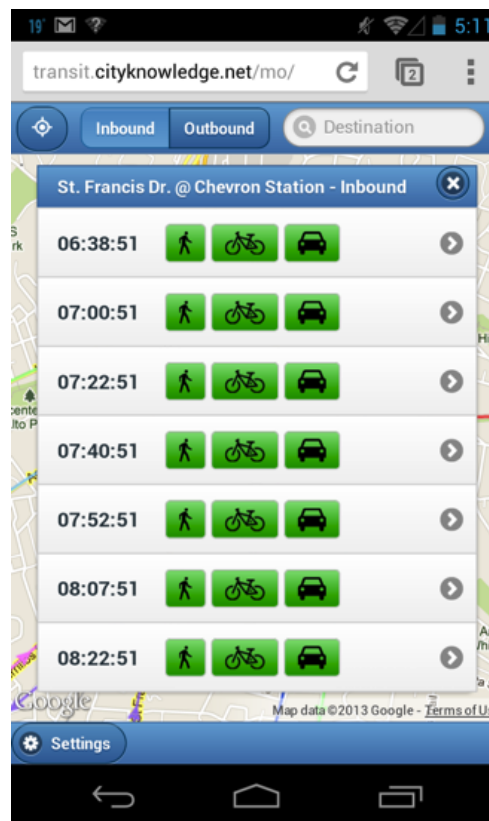 19° 5:11
transit.cityknowledge.net/mo/ 2
Inbound Outbound Destination
St. Francis Dr. @ Chevron Station - Inbound
06:38:51
07:00:51
07:22:51
07:40:51
07:52:51
08:07:51
08:22:51
Google Map data ©2013 Google - Terms of U
Settings